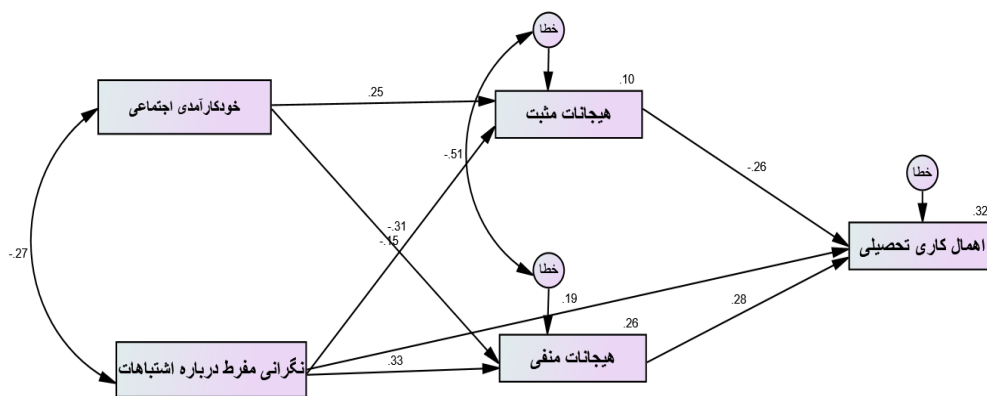 خطا
.10
خودکارآمدی اجتماعی
.25
هیجانات مثبت
-.51
-.26
خطا
.32
-.31
-.15
اهمال کاری تحصیلی
-.27
خطا
.19
.28
.26
نگرانی مفرط درباره اشتباهات
.33
هیجانات منفی